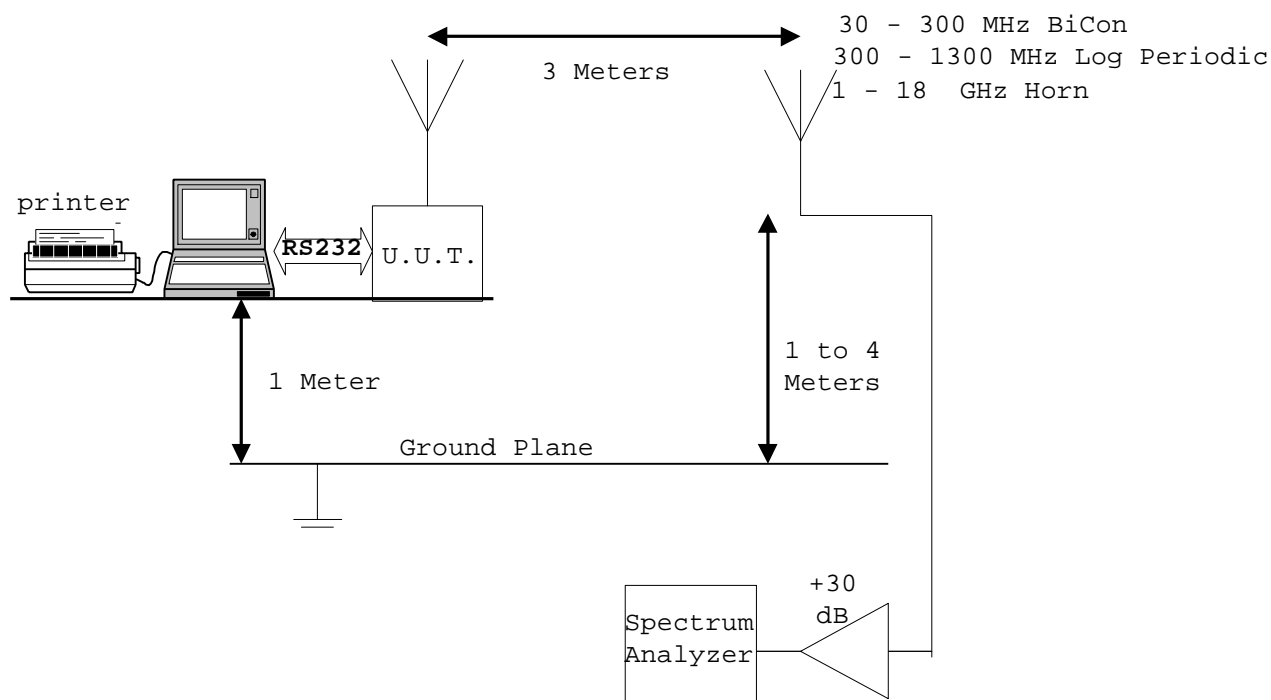 30 - 300 MHz BiCon
300 - 1300 MHz Log Periodic
1 - 18 GHz Horn
3 Meters
printer
RS232
U.U.T.
1 to 4
Meters
1 Meter
Ground Plane
+30
dB
Spectrum
Analyzer